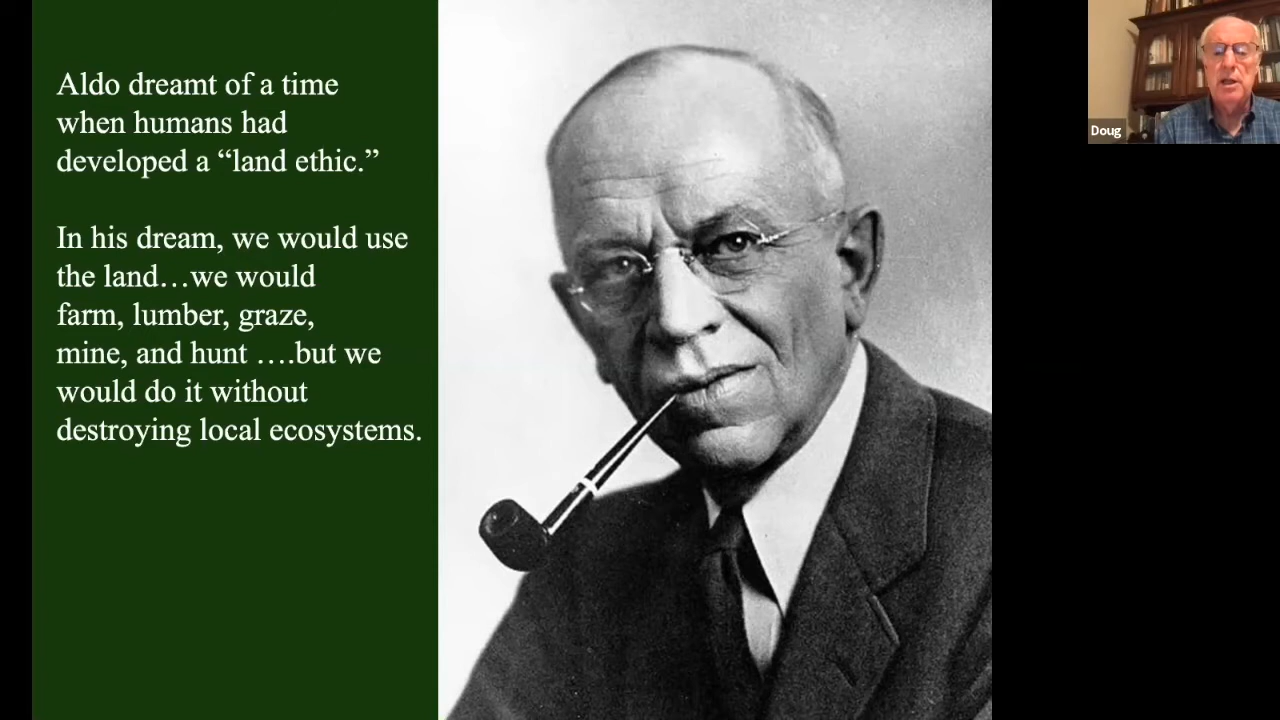 Aldo dreamt of a time
when humans had
developed a “land ethic.”
In his dream, we would use
the land…we would
farm, lumber, graze,
mine, and hunt ….but we
would do it without
destroying local ecosystems.
Doug